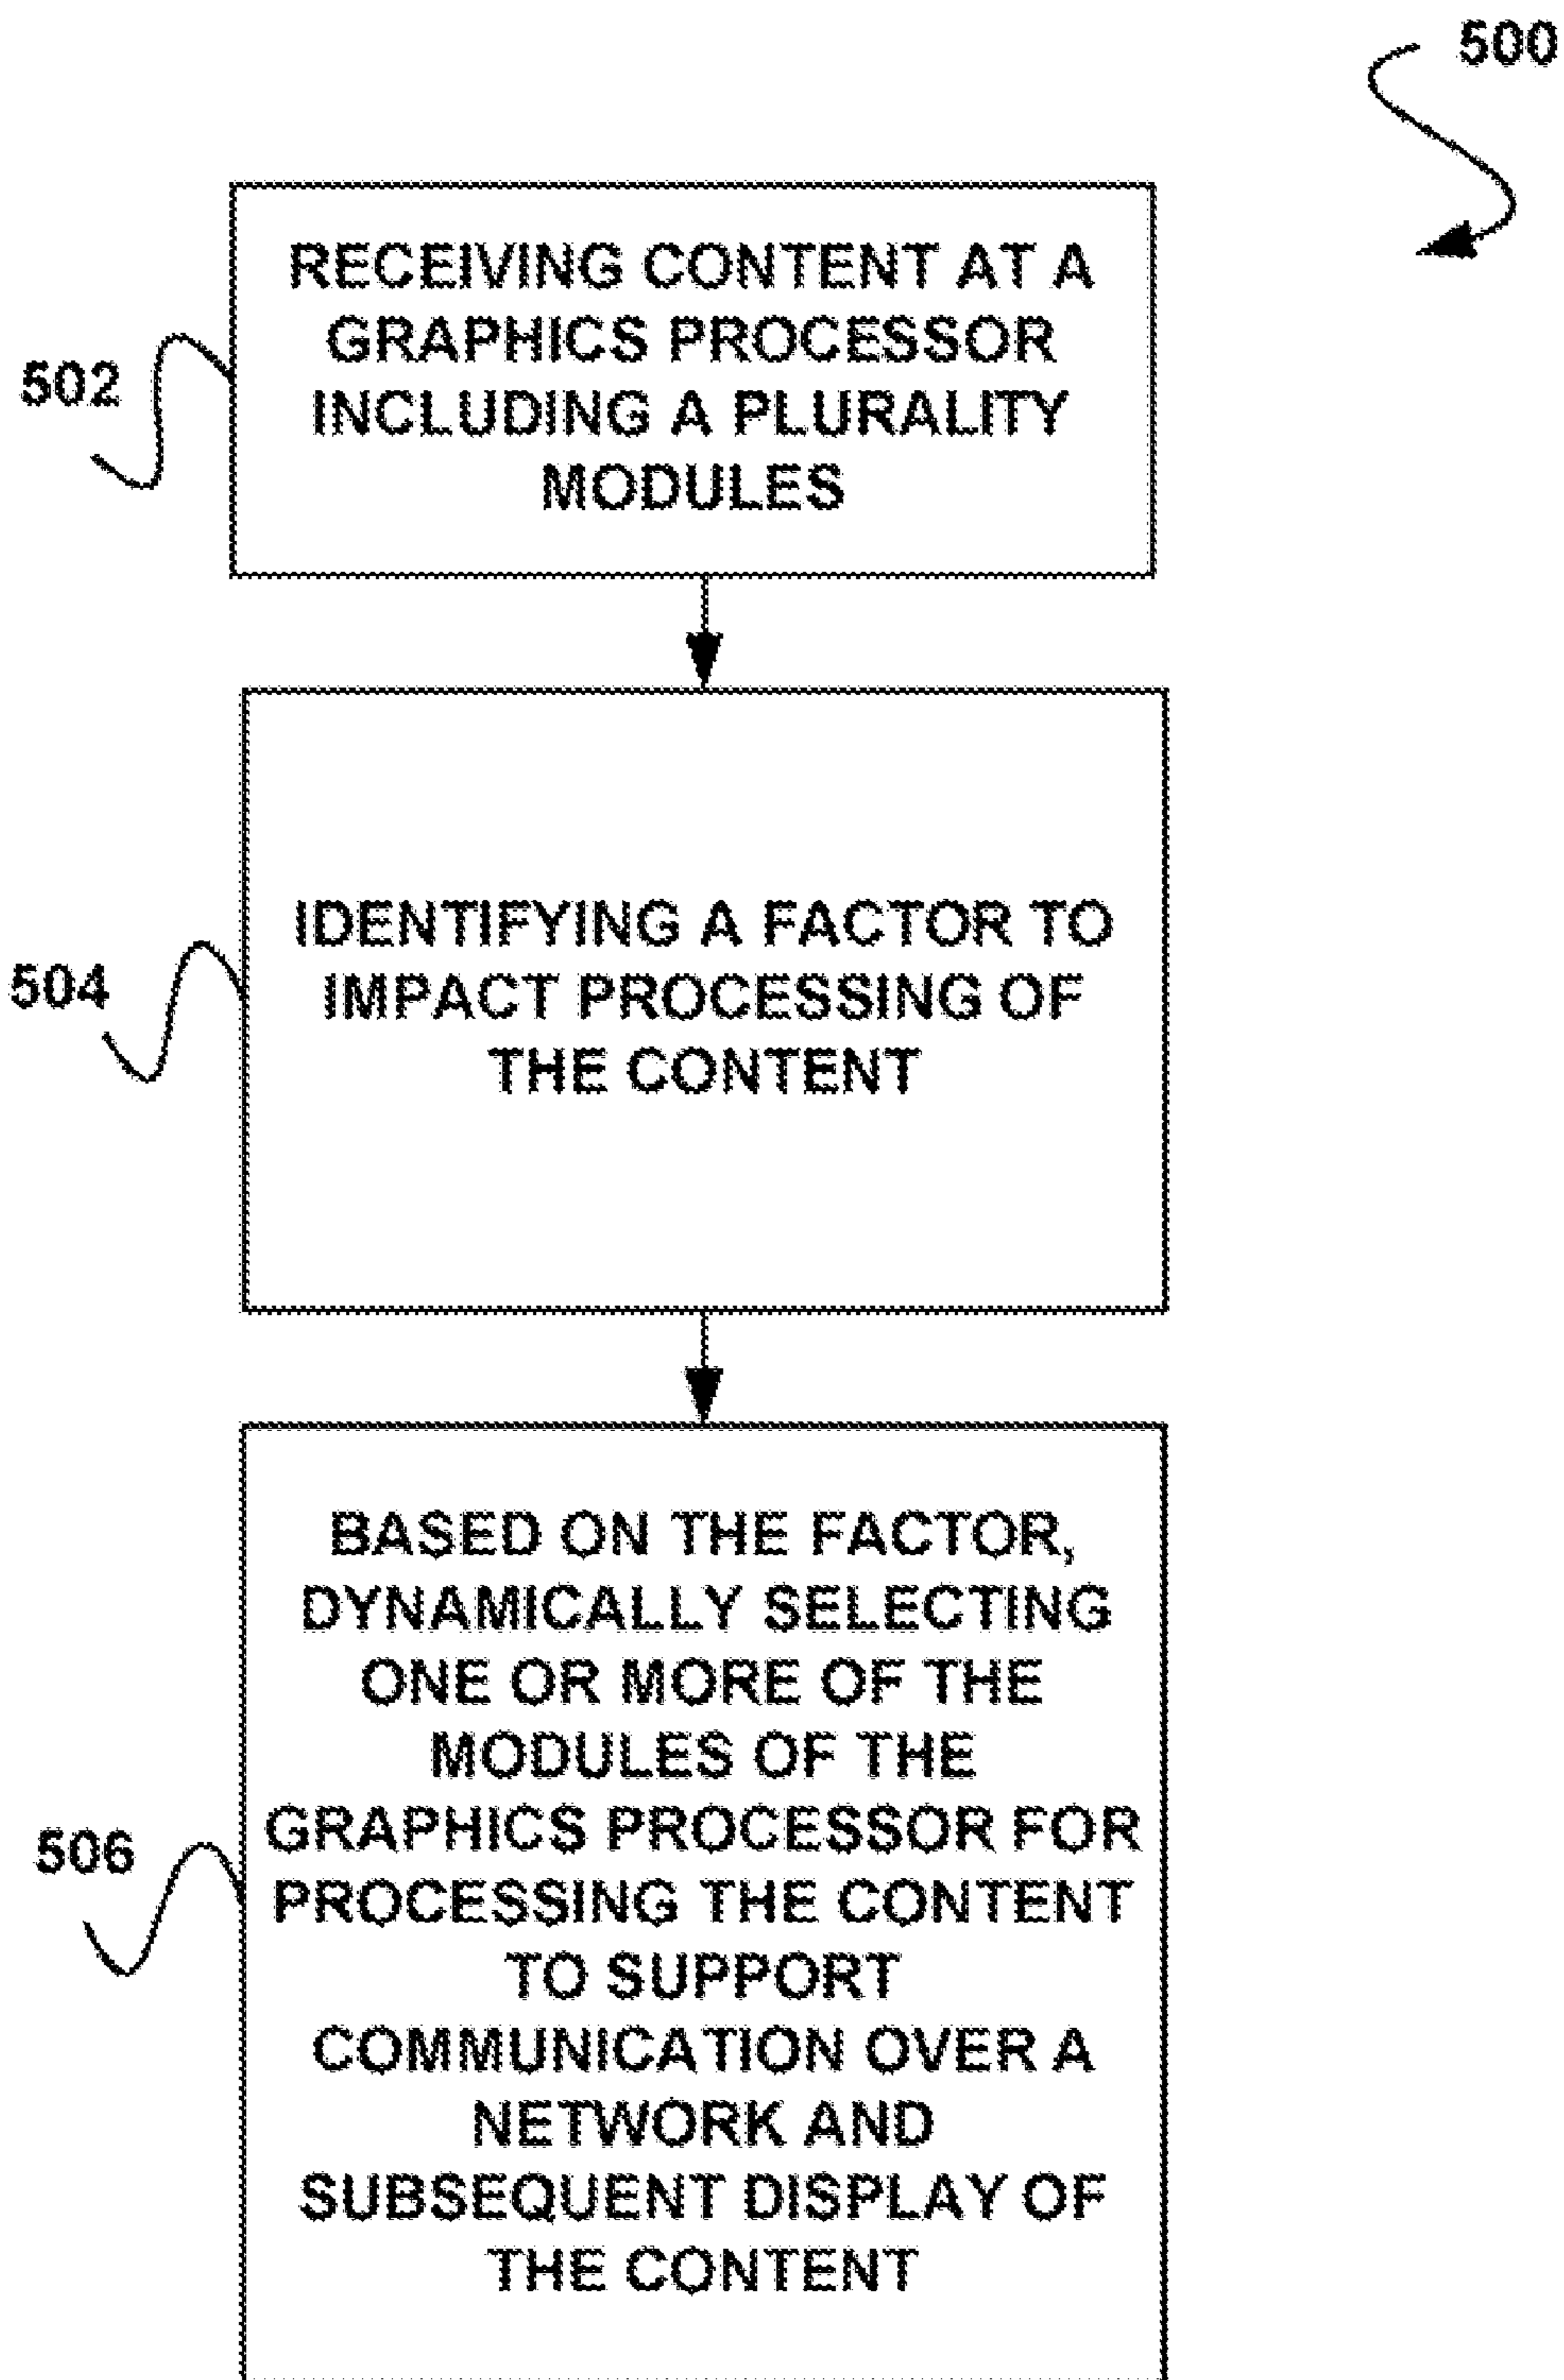 500
502
RECEIVING CONTENT AT A
GRAPHICS PROCESSOR
INCLUDING A PLURALITY
MODULES
504
IDENTIFYING A FACTOR TO
IMPACT PROCESSING OF
THE CONTENT
506
BASED ON THE FACTOR,
DYNAMICALLY SELECTING
ONE OR MORE OF THE
MODULES OF THE
GRAPHICS PROCESSOR FOR
PROCESSING THE CONTENT
TO SUPPORT
COMMUNICATION OVER A
NETWORK AND
SUBSEQUENT DISPLAY OF
THE CONTENT